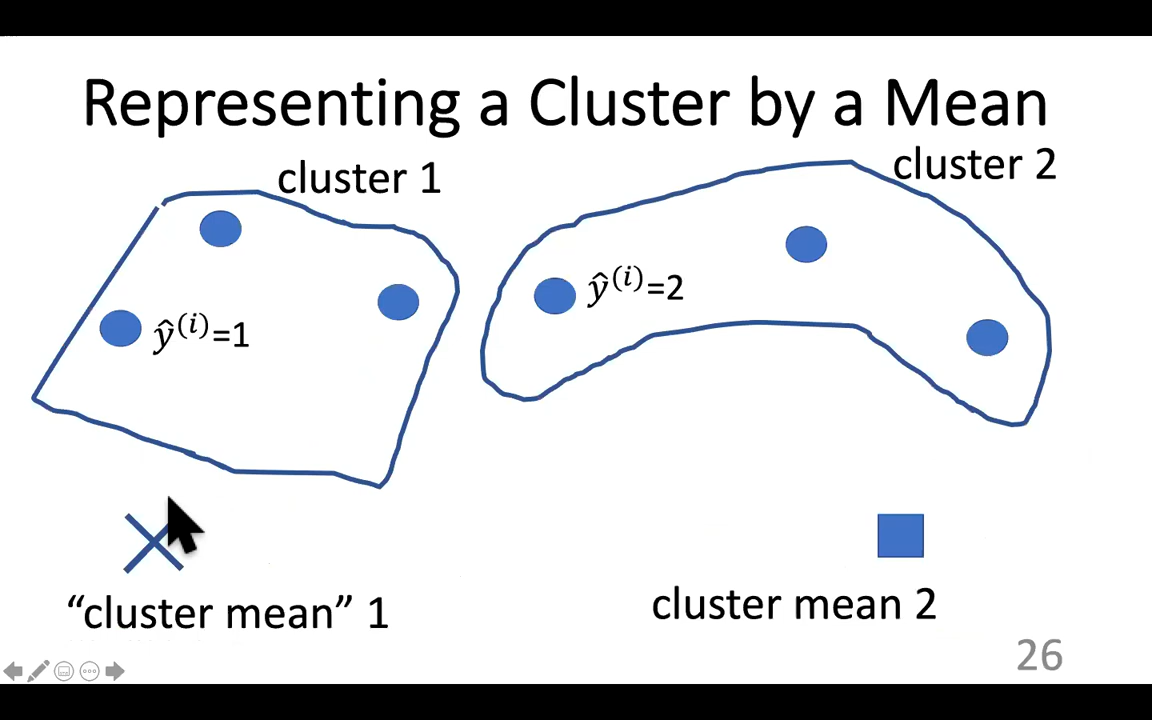 Representing a Cluster by a Mean
cluster 1
cluster 2
ŷ⁽ⁱ⁾=1
ŷ⁽ⁱ⁾=2
“cluster mean” 1
cluster mean 2
26